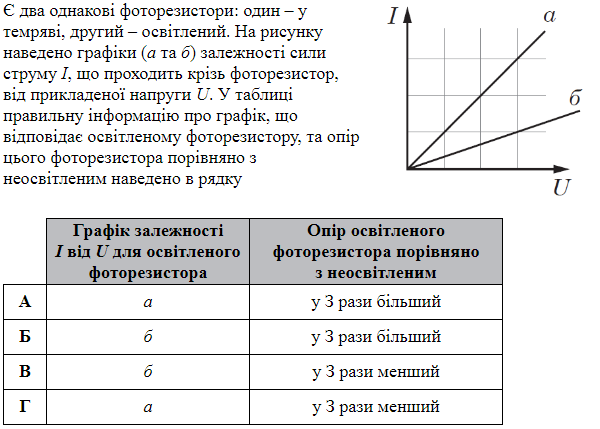 Є два однакові фоторезистори: один – у
темряві, другий – освітлений. На рисунку
наведено графіки (а та б) залежності сили
струму I, що проходить крізь фоторезистор,
від прикладеної напруги U. У таблиці
правильну інформацію про графік, що
відповідає освітленому фоторезистору, та опір
цього фоторезистора порівняно з
неосвітленим наведено в рядку
I
а
б
U
Графік залежності
I від U для освітленого
фоторезистора
Опір освітленого
фоторезистора порівняно
з неосвітленим
А а у 3 рази більший
Б б у 3 рази більший
В б у 3 рази менший
Г а у 3 рази менший